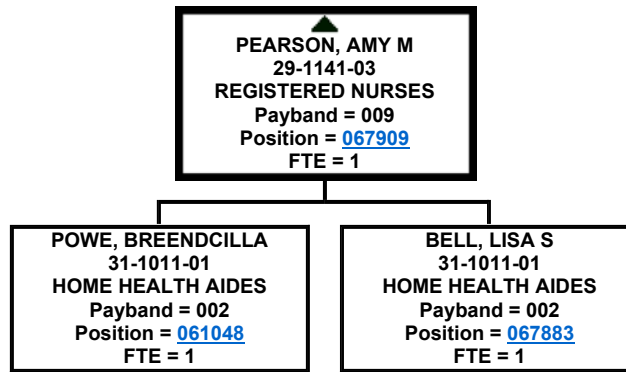 PEARSON, AMY M
29-1141-03
REGISTERED NURSES
Payband = 009
Position = 067909
FTE = 1
POWE, BREENDCILLA
31-1011-01
HOME HEALTH AIDES
Payband = 002
Position = 061048
FTE = 1
BELL, LISA S
31-1011-01
HOME HEALTH AIDES
Payband = 002
Position = 067883
FTE = 1